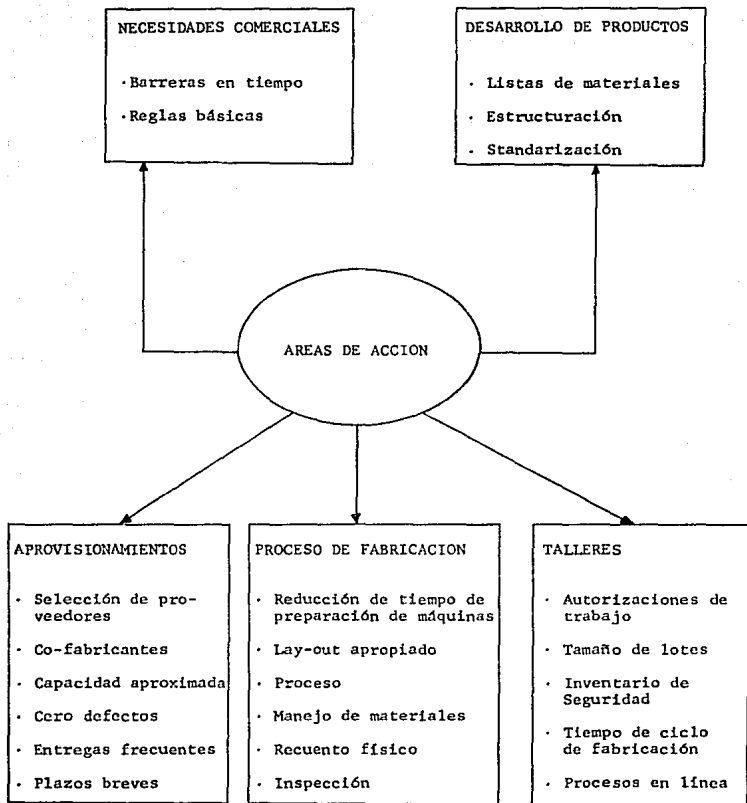 NECESIDADES COMERCIALES
·Barreras en tiempo
·Reglas básicas
DESARROLLO DE PRODUCTOS
· Listas de materiales
· Estructuración
· Standarización
AREAS DE ACCION
APROVISIONAMIENTOS
· Selección de pro-
veedores
· Co-fabricantes
· Capacidad aproximada
· Cero defectos
· Entregas frecuentes
· Plazos breves
PROCESO DE FABRICACION
· Reducción de tiempo de
preparación de máquinas
· Lay-out apropiado
· Proceso
· Manejo de materiales
· Recuento físico
· Inspección
TALLERES
· Autorizaciones de
trabajo
· Tamaño de lotes
· Inventario de
Seguridad
· Tiempo de ciclo
de fabricación
· Procesos en línea